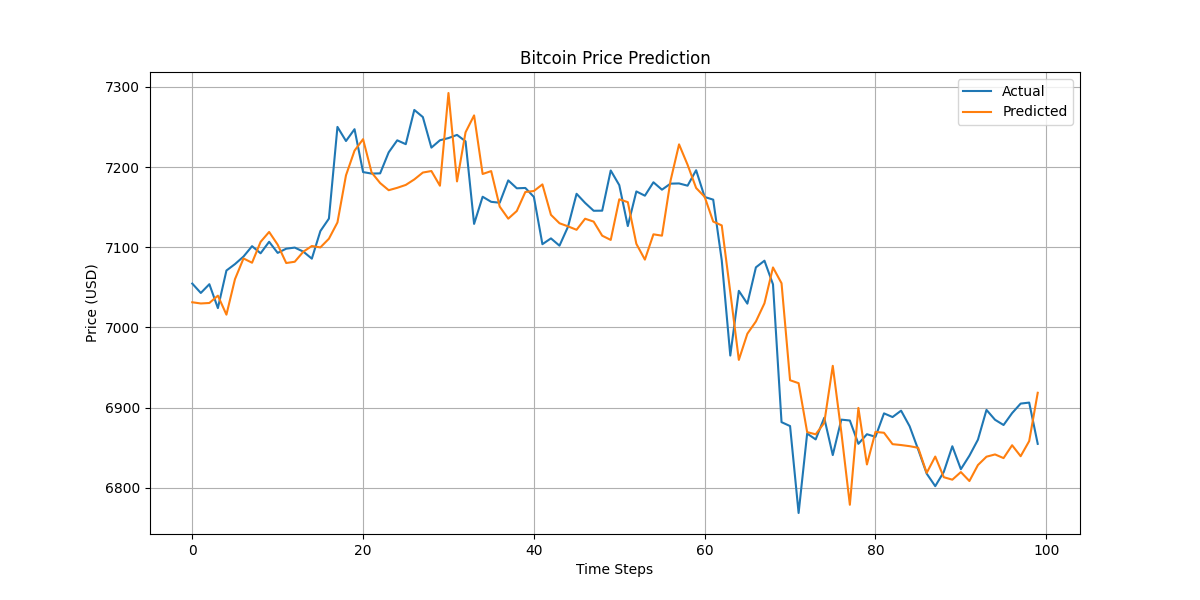 Bitcoin Price Prediction
Actual
Predicted
Price (USD)
7300
7200
7100
7000
6900
6800
0 20 40 60 80 100
Time Steps